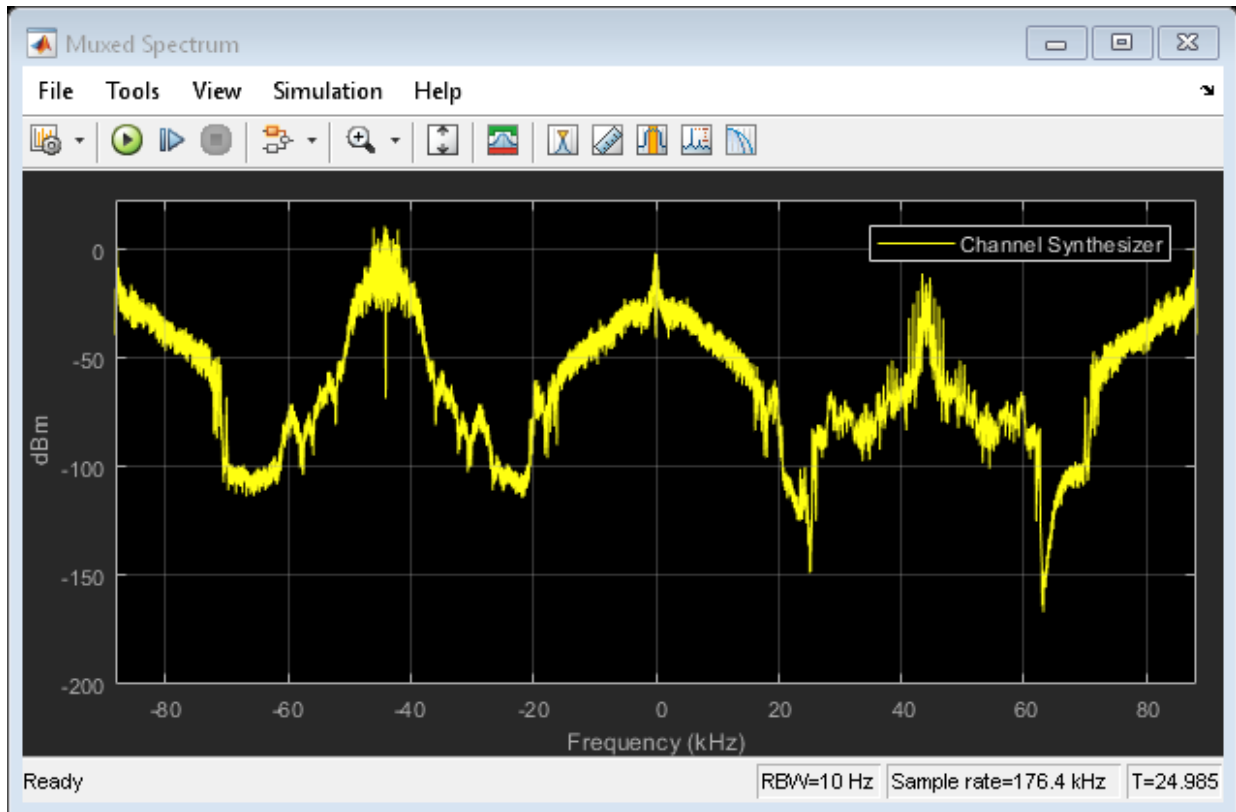 Muxed Spectrum
File Tools View Simulation Help
Channel Synthesizer
0
-50
-100
-150
-200
dBm
-80 -60 -40 -20 0 20 40 60 80
Frequency (kHz)
Ready RBW=10 Hz Sample rate=176.4 kHz T=24.985